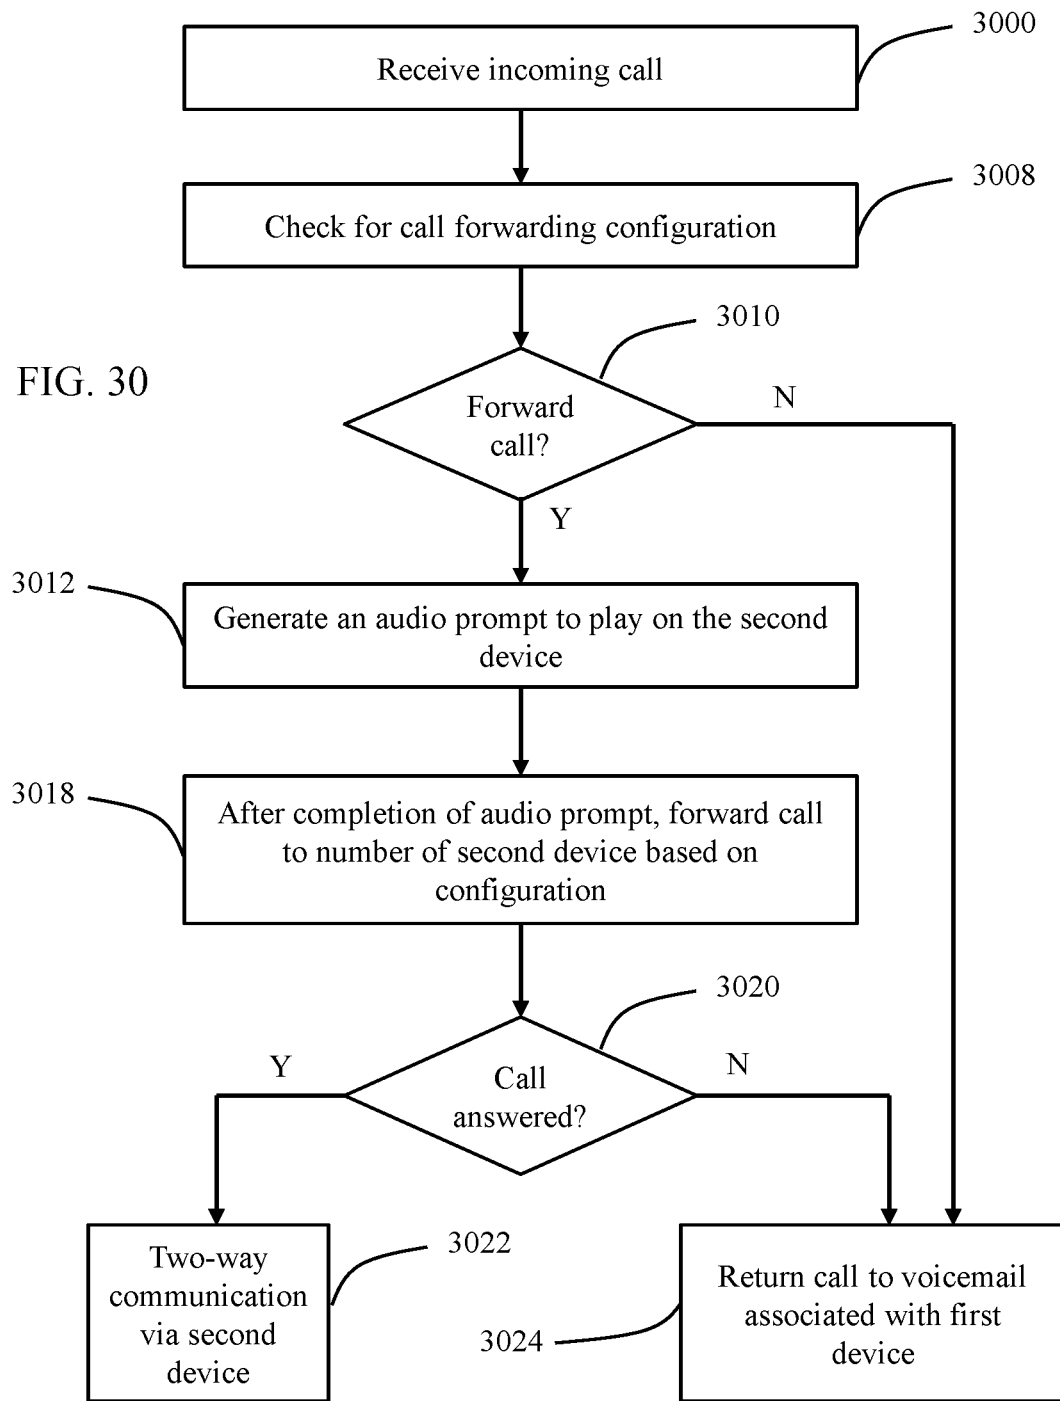 3000
Receive incoming call
3008
Check for call forwarding configuration
3010
FIG. 30
Forward
call?
N
Y
3012
Generate an audio prompt to play on the second
device
3018
After completion of audio prompt, forward call
to number of second device based on
configuration
3020
Y
N
Call
answered?
3022
Two-way
communication
via second
device
Return call to voicemail
associated with first
device
3024